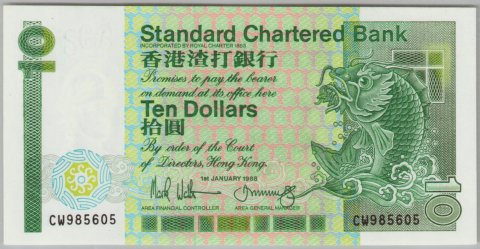 10
Standard Chartered Bank
INCORPORATED BY ROYAL CHARTER 1853
香港渣打銀行
Promises to pay the bearer
on demand at its office here
Ten Dollars
拾圓
By order of the Court
of Directors, Hong Kong.
1st JANUARY 1988
AREA FINANCIAL CONTROLLER AREA GENERAL MANAGER
CW985605 CW985605
10